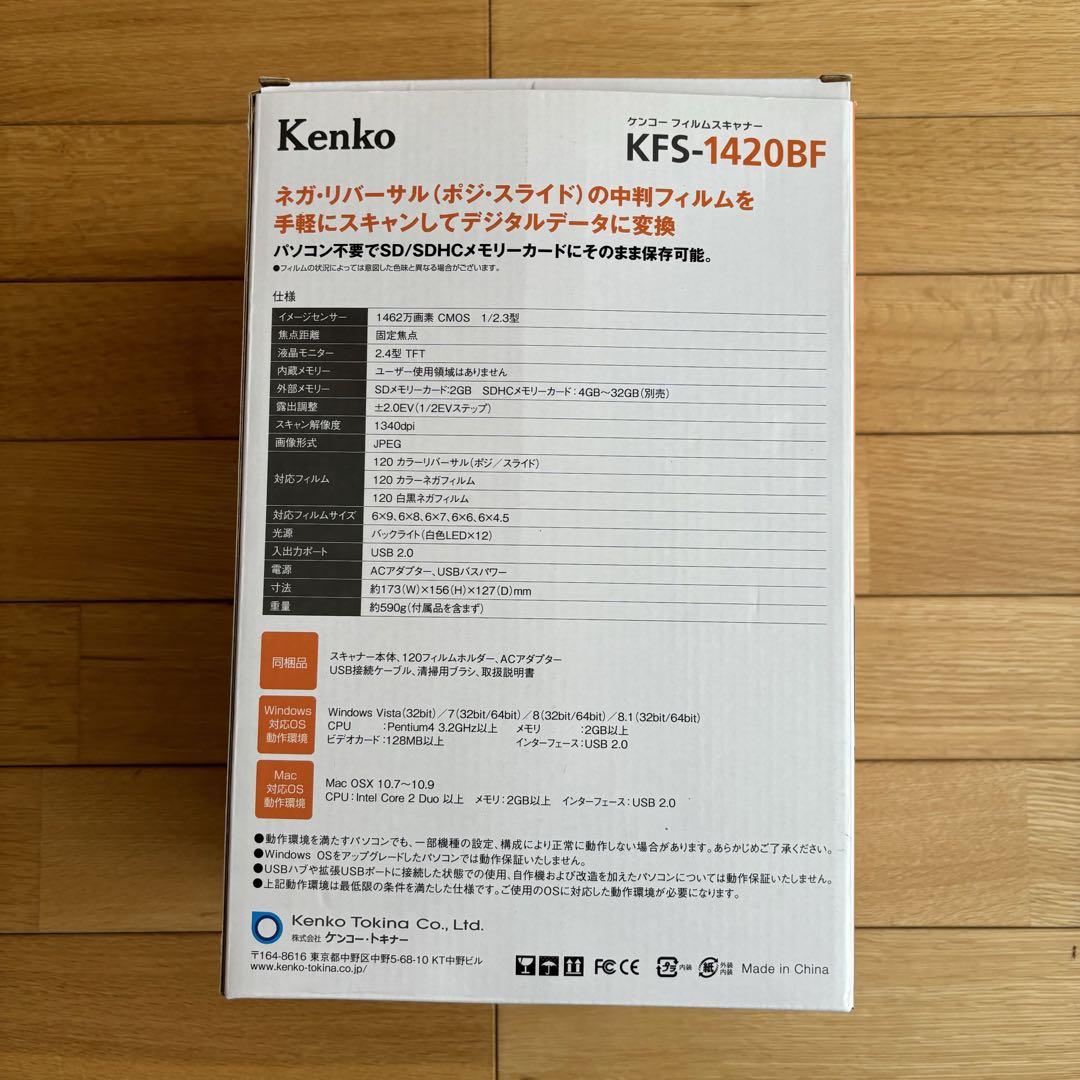 Kenko
ケンコー フィルムスキャナー
KFS-1420BF
ネガ・リバーサル(ポジ・スライド)の中判フィルムを
手軽にスキャンしてデジタルデータに変換
パソコン不要でSD/SDHCメモリーカードにそのまま保存可能。
●フィルムの状況によっては意図した色味と異なる場合がございます。
仕様
イメージセンサー 1462万画素 CMOS 1/2.3型
焦点距離 固定焦点
液晶モニター 2.4型 TFT
内蔵メモリー ユーザー使用領域はありません
外部メモリー SDメモリーカード:2GB SDHCメモリーカード:4GB〜32GB(別売)
露出調整 ±2.0EV(1/2EVステップ)
スキャン解像度 1340dpi
画像形式 JPEG
対応フィルム 120 カラーリバーサル(ポジ/スライド)
120 カラーネガフィルム
120 白黒ネガフィルム
対応フィルムサイズ 6×9、6×8、6×7、6×6、6×4.5
光源 バックライト(白色LED×12)
入出力ポート USB 2.0
電源 ACアダプター、USBバスパワー
寸法 約173(W)×156(H)×127(D)mm
重量 約590g(付属品を含まず)
同梱品
スキャナー本体、120フィルムホルダー、ACアダプター
USB接続ケーブル、清掃用ブラシ、取扱説明書
Windows
対応OS
動作環境
Windows Vista(32bit)/7(32bit/64bit)/8(32bit/64bit)/8.1(32bit/64bit)
CPU :Pentium4 3.2GHz以上 メモリ :2GB以上
ビデオカード:128MB以上 インターフェース:USB 2.0
Mac
対応OS
動作環境
Mac OSX 10.7〜10.9
CPU:Intel Core 2 Duo 以上 メモリ:2GB以上 インターフェース:USB 2.0
●動作環境を満たすパソコンでも、一部機種の設定、構成により正常に動作しない場合があります。あらかじめご了承ください。
●Windows OSをアップグレードしたパソコンでは動作保証いたしません。
●USBハブや拡張USBポートに接続した状態での使用、自作機および改造を加えたパソコンについては動作保証いたしません。
●上記動作環境は最低限の条件を満たした仕様です。ご使用のOSに対応した動作環境が必要になります。
Kenko Tokina Co., Ltd.
株式会社 ケンコー・トキナー
〒164-8616 東京都中野区中野5-68-10 KT中野ビル
www.kenko-tokina.co.jp/
FC CE プラ 内装 紙 外装 内装 Made in China